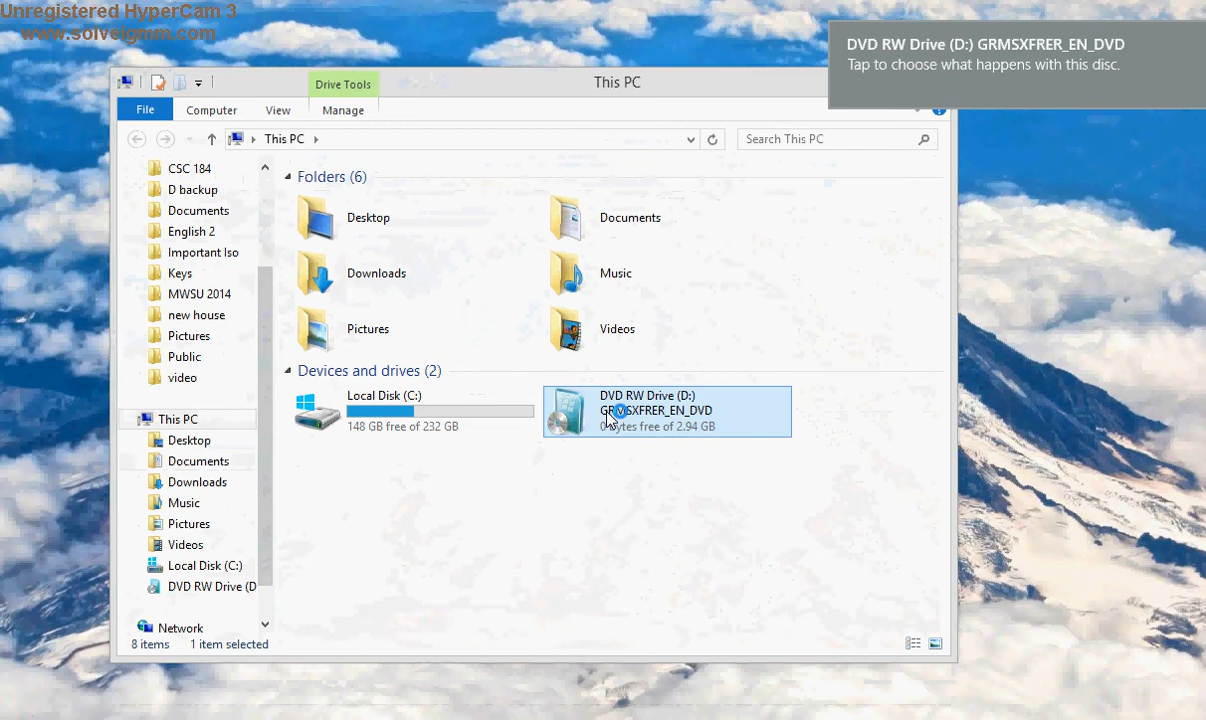 Unregistered HyperCam 3
www.solveigmm.com
DVD RW Drive (D:) GRMSXFRER_EN_DVD
Tap to choose what happens with this disc.
Drive Tools
This PC
File
Computer
View
Manage
This PC
Search This PC
CSC 184
D backup
Documents
English 2
Important Iso
Keys
MWSU 2014
new house
Pictures
Public
video
This PC
Desktop
Documents
Downloads
Music
Pictures
Videos
Local Disk (C:)
DVD RW Drive (D
Network
Folders (6)
Desktop
Documents
Downloads
Music
Pictures
Videos
Devices and drives (2)
Local Disk (C:)
148 GB free of 232 GB
DVD RW Drive (D:)
GRMSXFRER_EN_DVD
0 bytes free of 2.94 GB
8 items
1 item selected